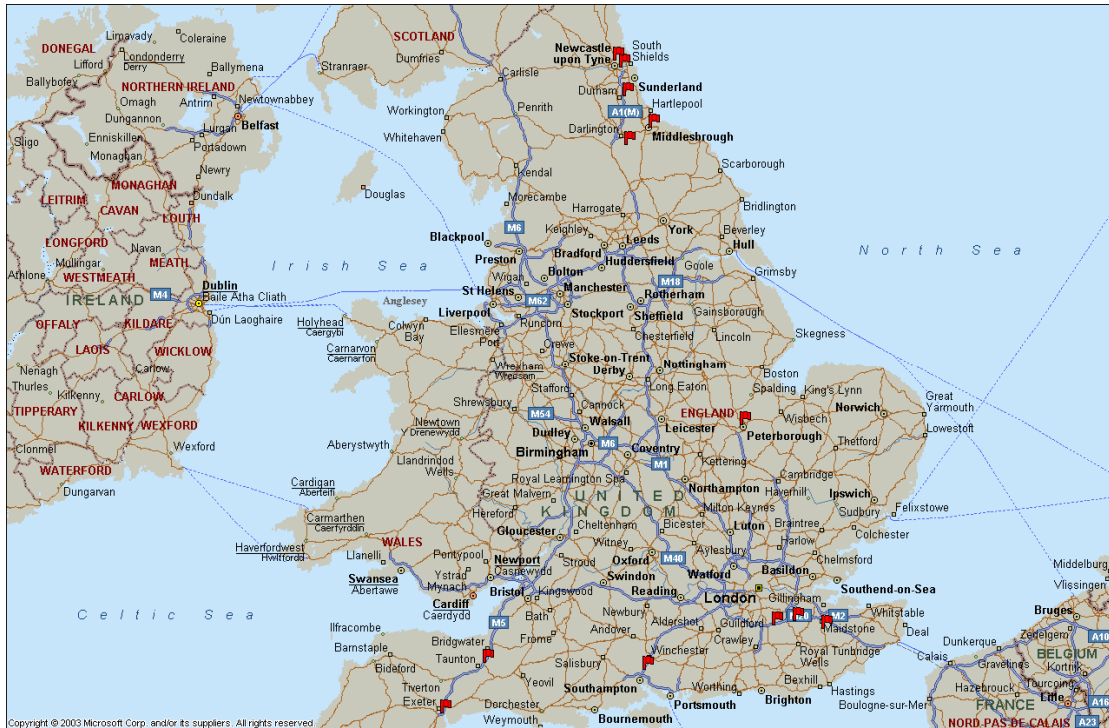 DONEGAL
Limavady
Coleraine
Londonderry
Derry
Lifford
Ballybofey
Ballymena
NORTHERN IRELAND
Omagh
Antrim
Newtownabbey
Dungannon
Lurgan
Belfast
Enniskillen
Portadown
Sligo
Monaghan
Newry
MONAGHAN
Dundalk
LEITRIM
CAVAN
LOUTH
LONGFORD
Navan
Mullingar
MEATH
Athlone
WESTMEATH
Dublin
IRELAND
M4
Baile Atha Cliath
OFFALY
KILDARE
Dún Laoghaire
LAOIS
WICKLOW
Nenagh
Carlow
Thurles
Kilkenny
CARLOW
TIPPERARY
KILKENNY
WEXFORD
Clonmel
Wexford
WATERFORD
Dungarvan
SCOTLAND
Dumfries
Stranraer
Carlisle
Newcastle
upon Tyne
South
Shields
Sunderland
Durham
Workington
Penrith
A1(M)
Hartlepool
Whitehaven
Darlington
Middlesbrough
Kendal
Scarborough
Douglas
Morecambe
Harrogate
Bridlington
M6
Keighley
York
Beverley
Blackpool
Bradford
Leeds
Hull
North Sea
Preston
Huddersfield
Irish Sea
Bolton
Goole
Wigan
M18
Grimsby
St Helens
M62
Manchester
Rotherham
Anglesey
Liverpool
Stockport
Sheffield
Gainsborough
Holyhead
Caergybi
Colwyn
Bay
Ellesmere
Port
Runcorn
Chesterfield
Lincoln
Skegness
Carnarvon
Caernarfon
Crewe
Wrexham
Wrecsam
Stoke-on-Trent
Derby
Nottingham
Boston
Stafford
Long Eaton
Spalding
King's Lynn
Shrewsbury
M54
Cannock
ENGLAND
Wisbech
Norwich
Great
Yarmouth
Newtown
Y Drenewydd
Walsall
Leicester
Peterborough
Lowestoft
Aberystwyth
Dudley
M6
Thetford
Birmingham
Coventry
M1
Kettering
Llandrindod
Wells
Royal Leamington Spa
Cambridge
Cardigan
Aberteifi
Great Malvern
UNITED
KINGDOM
Northampton
Haverhill
Ipswich
Hereford
Milton Keynes
Sudbury
Felixstowe
Carmarthen
Caerfyrddin
Gloucester
Cheltenham
Bicester
Luton
Braintree
Colchester
Haverfordwest
Hwlffordd
WALES
Witney
Aylesbury
Harlow
Llanelli
Pontypool
Newport
Casnewydd
Stroud
Oxford
M40
Watford
Basildon
Chelmsford
Middelburg
Swansea
Abertawe
Ystrad
Mynach
Swindon
London
Southend-on-Sea
Vlissingen
Cardiff
Caerdydd
Bristol
Kingswood
Reading
Gillingham
Bruges
Celtic Sea
M5
Bath
Newbury
Guildford
M20
M2
Whitstable
Ilfracombe
Frome
Andover
Aldershot
Crawley
Maidstone
Deal
Zedelgem
A10
Barnstaple
Bridgwater
Royal Tunbridge
Wells
Dunkerque
BELGIUM
Bideford
Taunton
Salisbury
Winchester
Calais
Gravelines
Kortrijk
Tiverton
Yeovil
Southampton
Worthing
Bexhill
Hastings
Hazebrouck
Tourcoing
Exeter
Dorchester
Portsmouth
Brighton
Boulogne-sur-Mer
FRANCE
Lille
A16
Weymouth
Bournemouth
NORD-PAS DE CALAIS
A23
Copyright © 2003 Microsoft Corp. and/or its suppliers. All rights reserved.